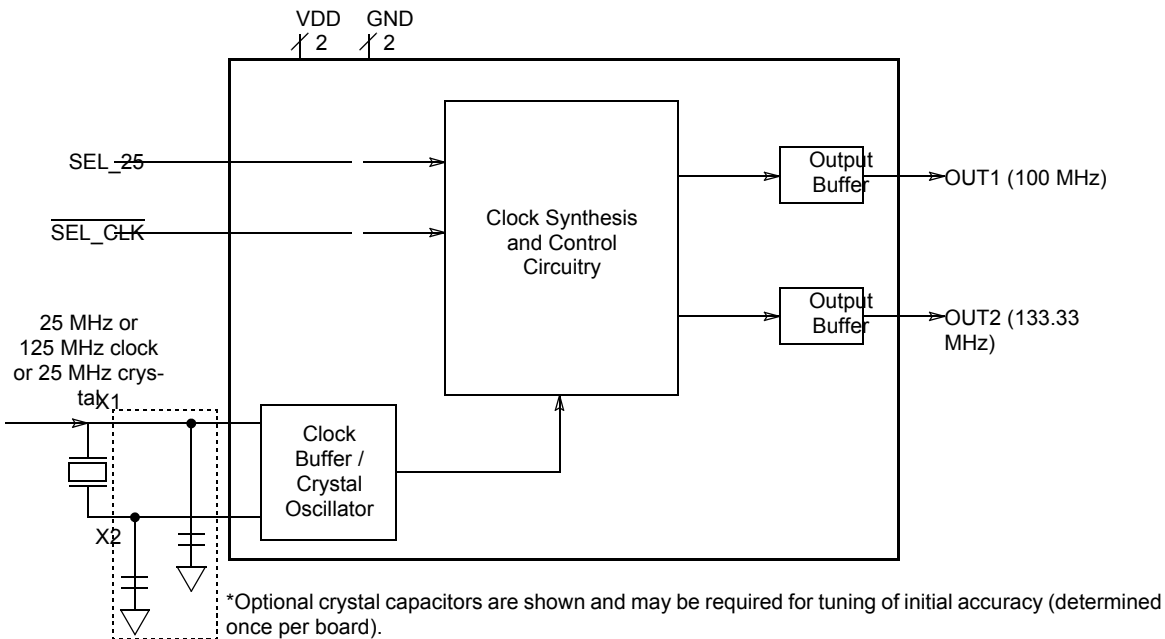 VDD GND
2 2
SEL_25
SEL_CLK
Clock Synthesis
and Control
Circuitry
Output
Buffer
OUT1 (100 MHz)
Output
Buffer
OUT2 (133.33
MHz)
25 MHz or
125 MHz clock
or 25 MHz crys-
tal
X1
Clock
Buffer /
Crystal
Oscillator
X2
*Optional crystal capacitors are shown and may be required for tuning of initial accuracy (determined
once per board).